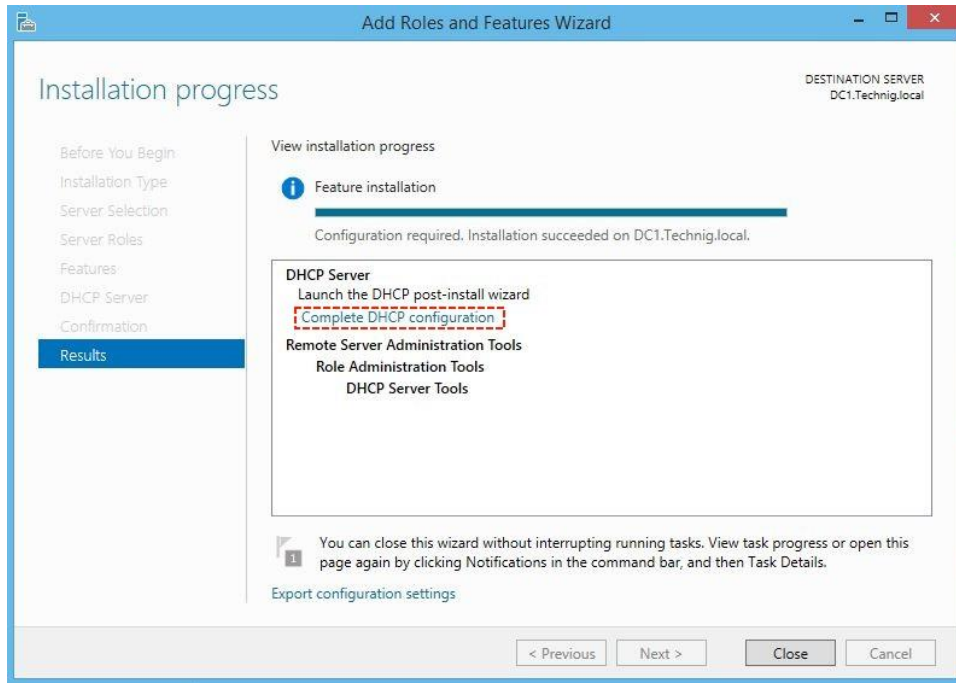 Add Roles and Features Wizard
Installation progress
DESTINATION SERVER
DC1.Technig.local
Before You Begin
Installation Type
Server Selection
Server Roles
Features
DHCP Server
Confirmation
Results
View installation progress
Feature installation
Configuration required. Installation succeeded on DC1.Technig.local.
DHCP Server
Launch the DHCP post-install wizard
Complete DHCP configuration
Remote Server Administration Tools
Role Administration Tools
DHCP Server Tools
1
You can close this wizard without interrupting running tasks. View task progress or open this
page again by clicking Notifications in the command bar, and then Task Details.
Export configuration settings
< Previous
Next >
Close
Cancel